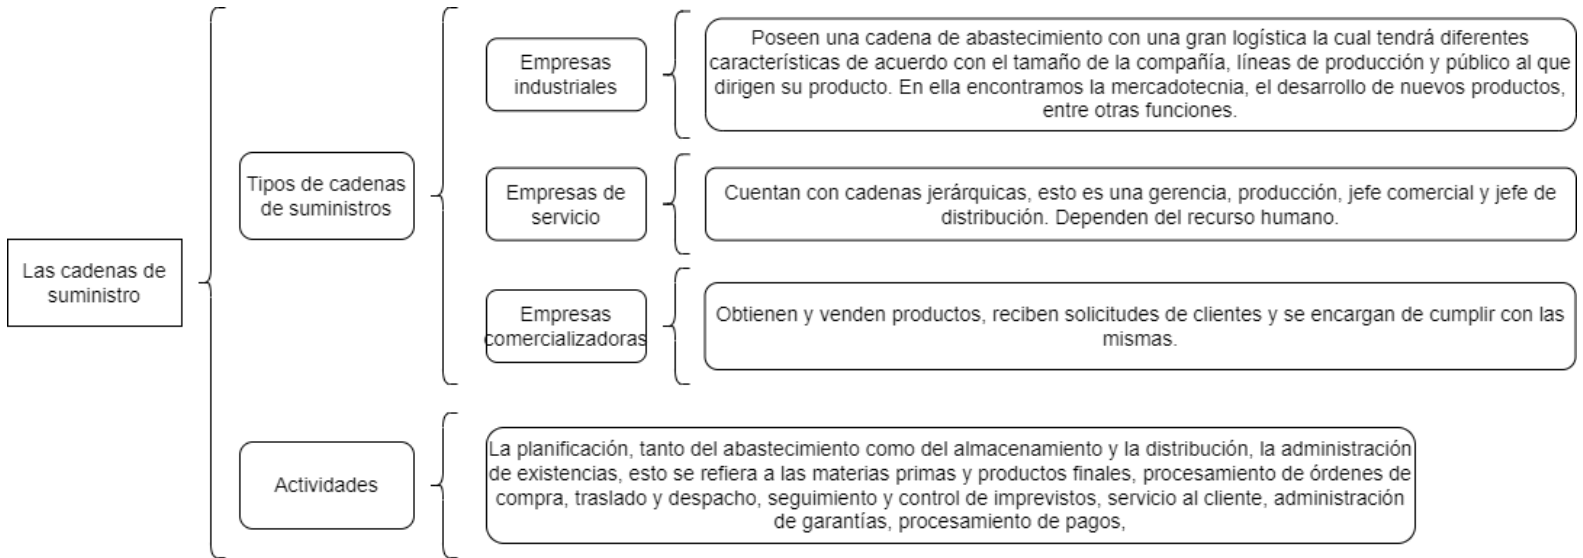 Las cadenas de
suministro
Tipos de cadenas
de suministros
Empresas
industriales
Poseen una cadena de abastecimiento con una gran logística la cual tendrá diferentes
características de acuerdo con el tamaño de la compañía, líneas de producción y público al que
dirigen su producto. En ella encontramos la mercadotecnia, el desarrollo de nuevos productos,
entre otras funciones.
Empresas de
servicio
Cuentan con cadenas jerárquicas, esto es una gerencia, producción, jefe comercial y jefe de
distribución. Dependen del recurso humano.
Empresas
comercializadoras
Obtienen y venden productos, reciben solicitudes de clientes y se encargan de cumplir con las
mismas.
Actividades
La planificación, tanto del abastecimiento como del almacenamiento y la distribución, la administración
de existencias, esto se refiera a las materias primas y productos finales, procesamiento de órdenes de
compra, traslado y despacho, seguimiento y control de imprevistos, servicio al cliente, administración
de garantías, procesamiento de pagos,